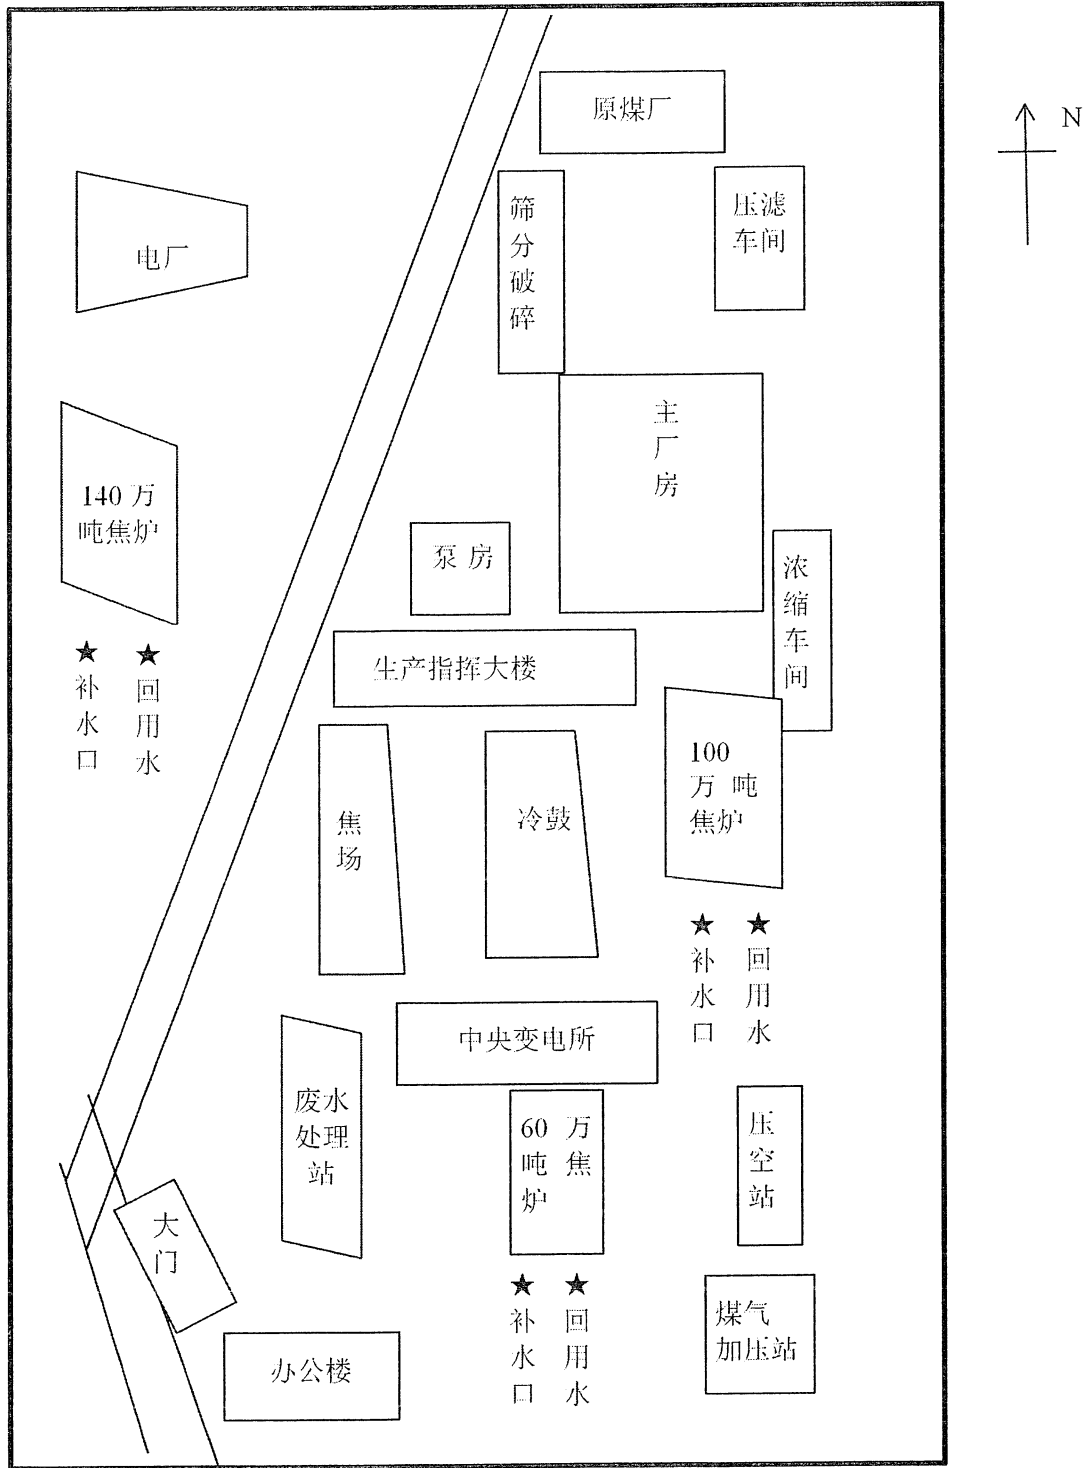 原煤厂
N
筛
分
破
碎
压滤
车间
电厂
主
厂
房
140 万
吨焦炉
泵 房
浓
缩
车
间
生产指挥大楼
补
水
口
回
用
水
100
万 吨
焦炉
焦
场
冷鼓
补
水
口
回
用
水
中央变电所
废水
处理
站
60 万
吨 焦
炉
压
空
站
大
门
补
水
口
回
用
水
煤气
加压站
办公楼